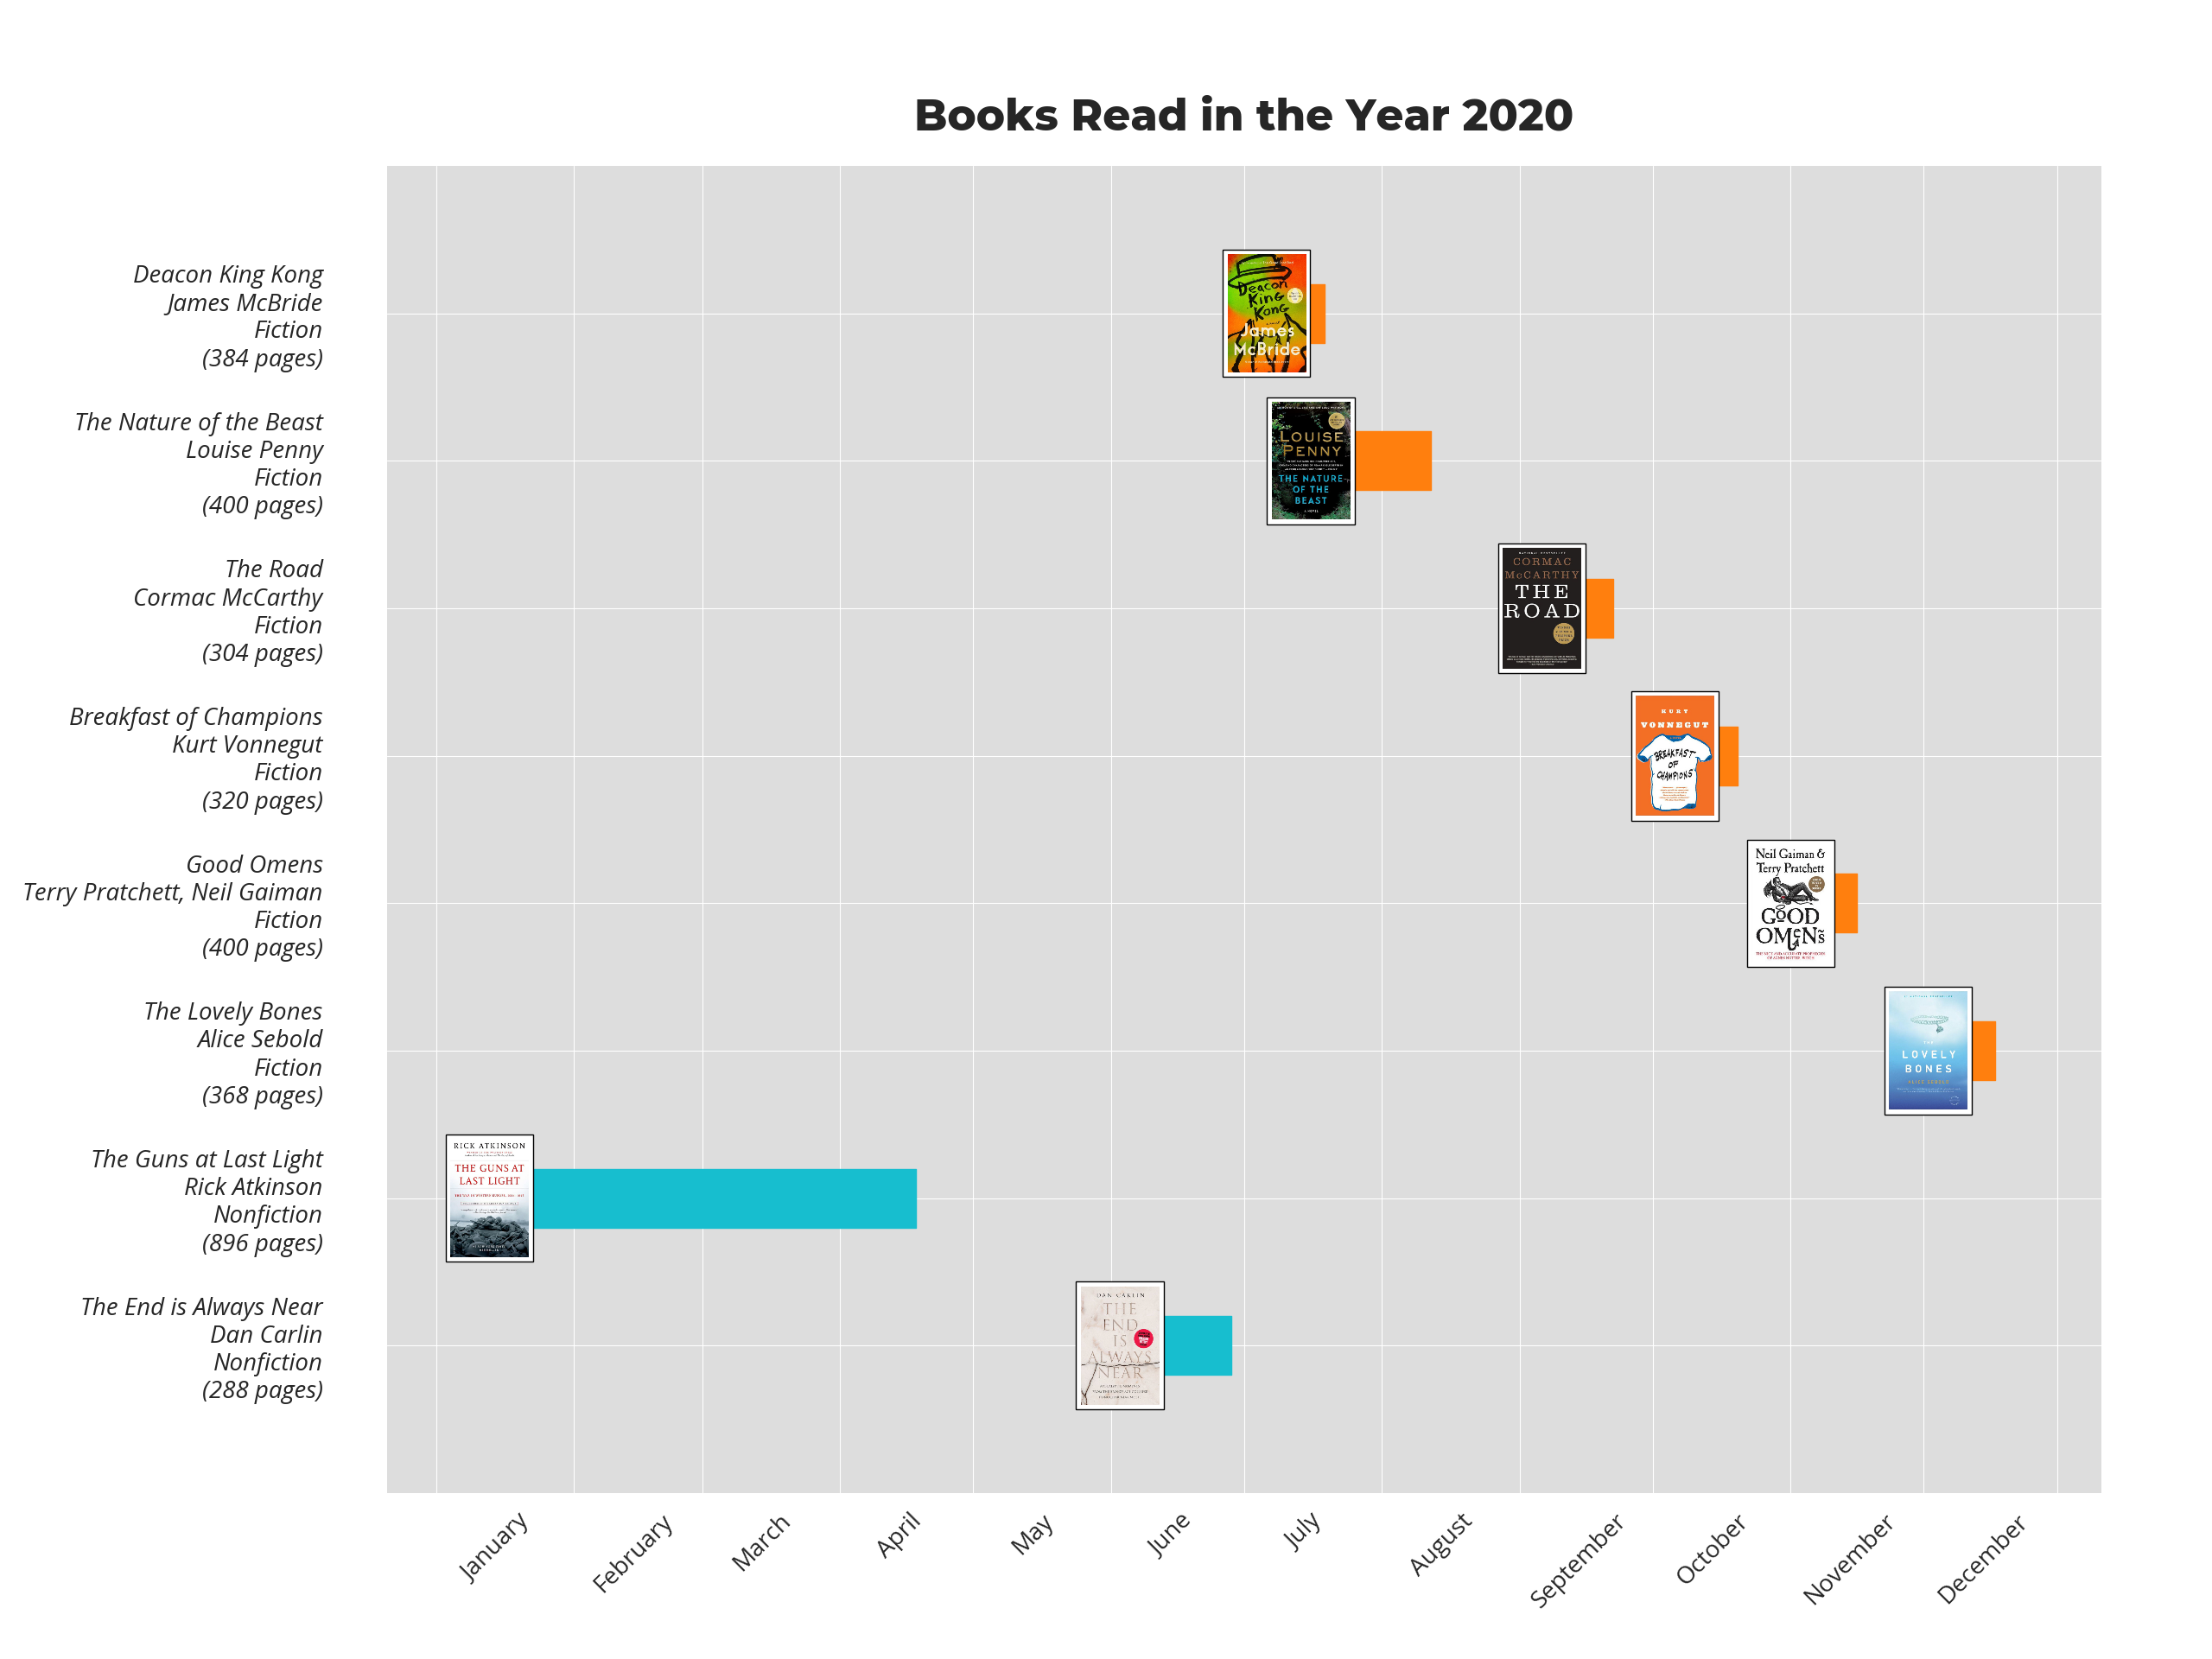 Books Read in the Year 2020
Deacon King Kong
James McBride
Fiction
(384 pages)
Deacon
King
Kong
James
McBride
The Nature of the Beast
Louise Penny
Fiction
(400 pages)
LOUISE
PENNY
THE NATURE
OF THE
BEAST
A NOVEL
The Road
Cormac McCarthy
Fiction
(304 pages)
NATIONAL BESTSELLER
CORMAC
McCARTHY
THE
ROAD
Breakfast of Champions
Kurt Vonnegut
Fiction
(320 pages)
KURT
VONNEGUT
BREAKFAST
OF
CHAMPIONS
Good Omens
Terry Pratchett, Neil Gaiman
Fiction
(400 pages)
Neil Gaiman &
Terry Pratchett
GOOD
OMENS
The Lovely Bones
Alice Sebold
Fiction
(368 pages)
THE
LOVELY
BONES
ALICE SEBOLD
The Guns at Last Light
Rick Atkinson
Nonfiction
(896 pages)
RICK ATKINSON
THE GUNS AT
LAST LIGHT
The End is Always Near
Dan Carlin
Nonfiction
(288 pages)
DAN CARLIN
THE
END
IS
ALWAYS
NEAR
January
February
March
April
May
June
July
August
September
October
November
December